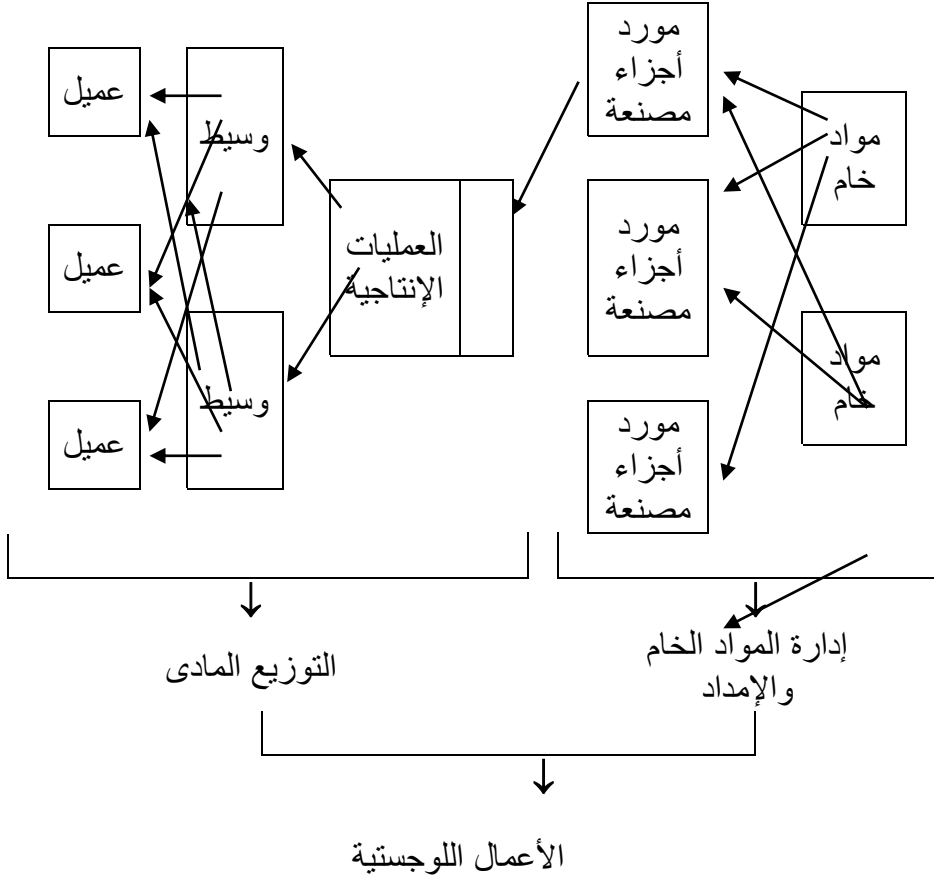 مورد
أجزاء
مصنعة
مواد
خام
وسيط
عميل
مورد
أجزاء
مصنعة
العمليات
الإنتاجية
عميل
مواد
خام
مورد
أجزاء
مصنعة
وسيط
عميل
إدارة المواد الخام
والإمداد
التوزيع المادى
الأعمال اللوجستية